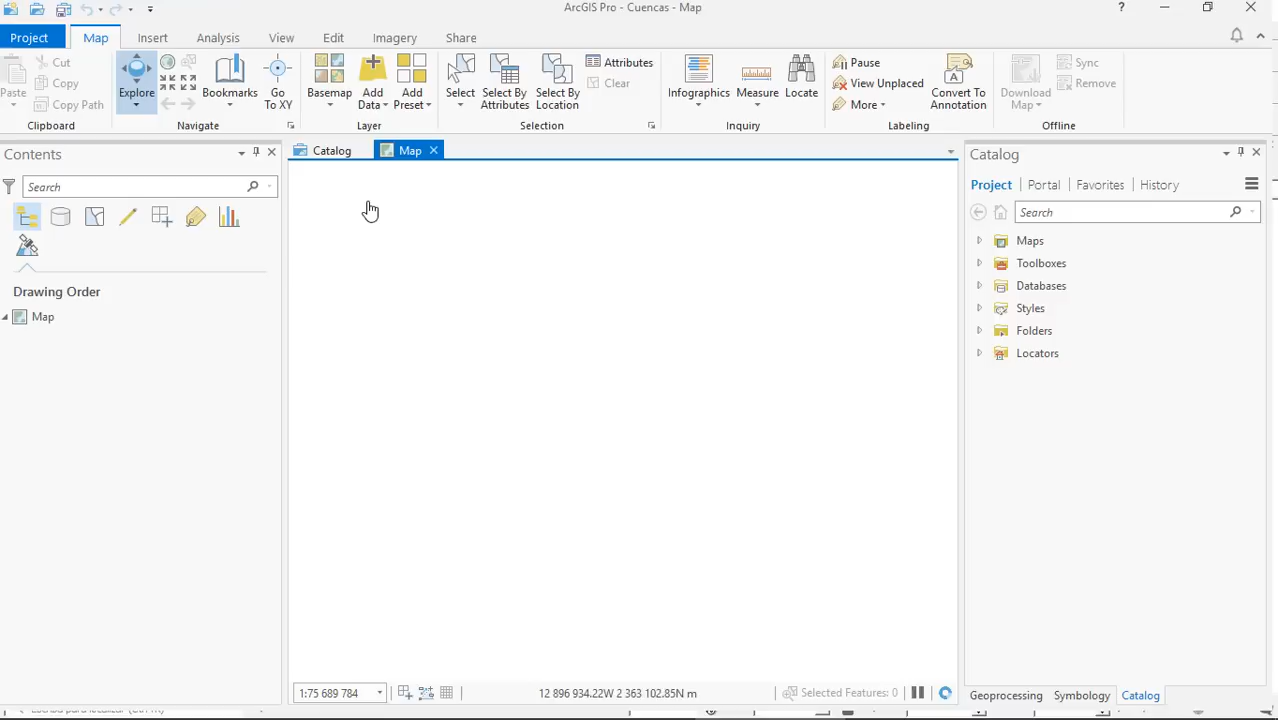 ArcGIS Pro - Cuencas - Map
?
Project
Map
Insert
Analysis
View
Edit
Imagery
Share
Paste
Cut
Copy
Copy Path
Clipboard
Explore
Bookmarks
Go
To XY
Navigate
Basemap
Add
Data
Add
Preset
Layer
Select
Select By
Attributes
Select By
Location
Attributes
Clear
Selection
Infographics
Measure
Locate
Inquiry
Pause
View Unplaced
More
Convert To
Annotation
Labeling
Download
Map
Sync
Remove
Offline
Contents
Search
Drawing Order
Map
Catalog
Map
1:75 689 784
12 896 934.22W 2 363 102.85N m
Selected Features: 0
Catalog
Project
Portal
Favorites
History
Search
Maps
Toolboxes
Databases
Styles
Folders
Locators
Geoprocessing
Symbology
Catalog